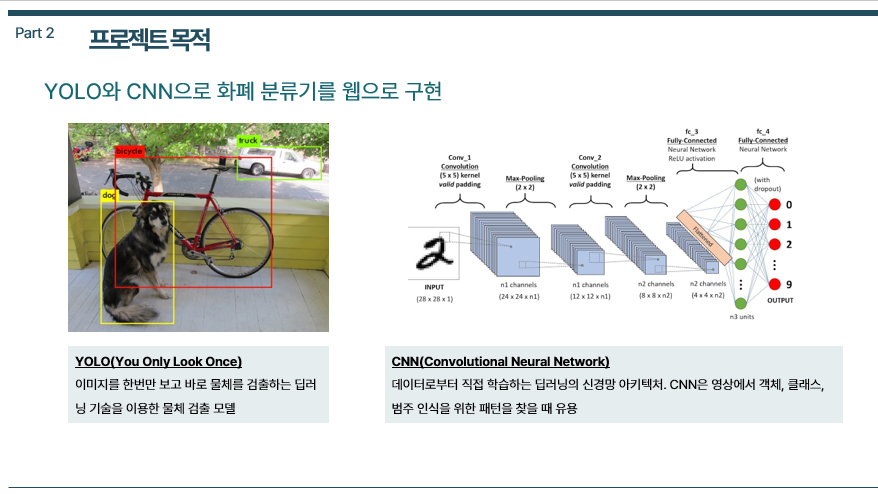 Part 2
프로젝트 목적
YOLO와 CNN으로 화폐 분류기를 웹으로 구현
bicycle
truck
dog
Conv_1
Convolution
(5 x 5) kernel
valid padding
Max-Pooling
(2 x 2)
Conv_2
Convolution
(5 x 5) kernel
valid padding
Max-Pooling
(2 x 2)
fc_3
Fully-Connected
Neural Network
ReLU activation
fc_4
Fully-Connected
Neural Network
(with
dropout)
Flattened
0
1
2
9
OUTPUT
2
INPUT
(28 x 28 x 1)
n1 channels
(24 x 24 x n1)
n1 channels
(12 x 12 x n1)
n2 channels
(8 x 8 x n2)
n2 channels
(4 x 4 x n2)
n3 units
YOLO(You Only Look Once)
이미지를 한번만 보고 바로 물체를 검출하는 딥러
닝 기술을 이용한 물체 검출 모델
CNN(Convolutional Neural Network)
데이터로부터 직접 학습하는 딥러닝의 신경망 아키텍처. CNN은 영상에서 객체, 클래스,
범주 인식을 위한 패턴을 찾을 때 유용